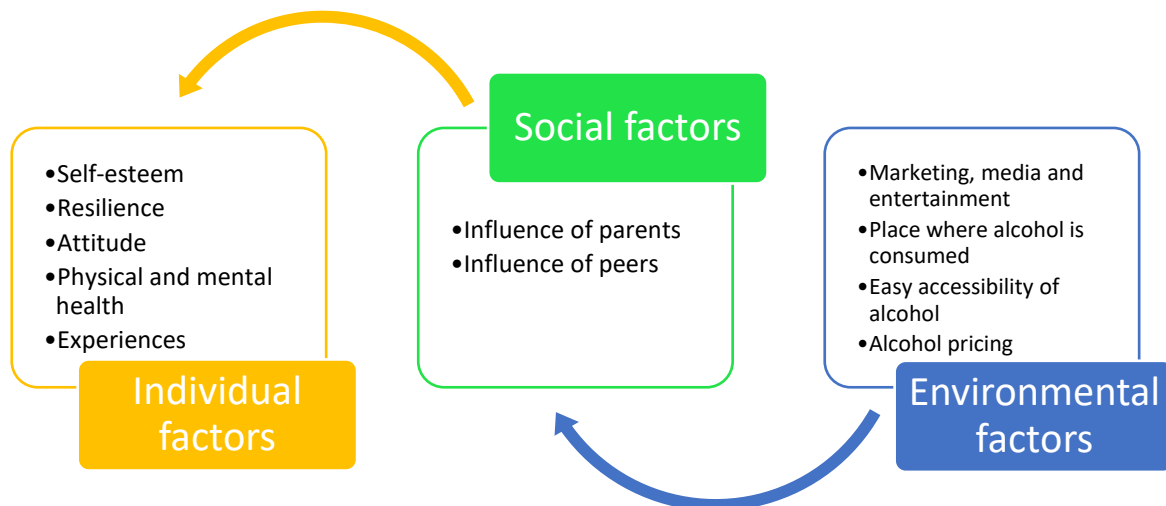 •Self-esteem
•Resilience
•Attitude
•Physical and mental
health
•Experiences
Individual
factors
Social factors
•Influence of parents
•Influence of peers
•Marketing, media and
entertainment
•Place where alcohol is
consumed
•Easy accessibility of
alcohol
•Alcohol pricing
Environmental
factors